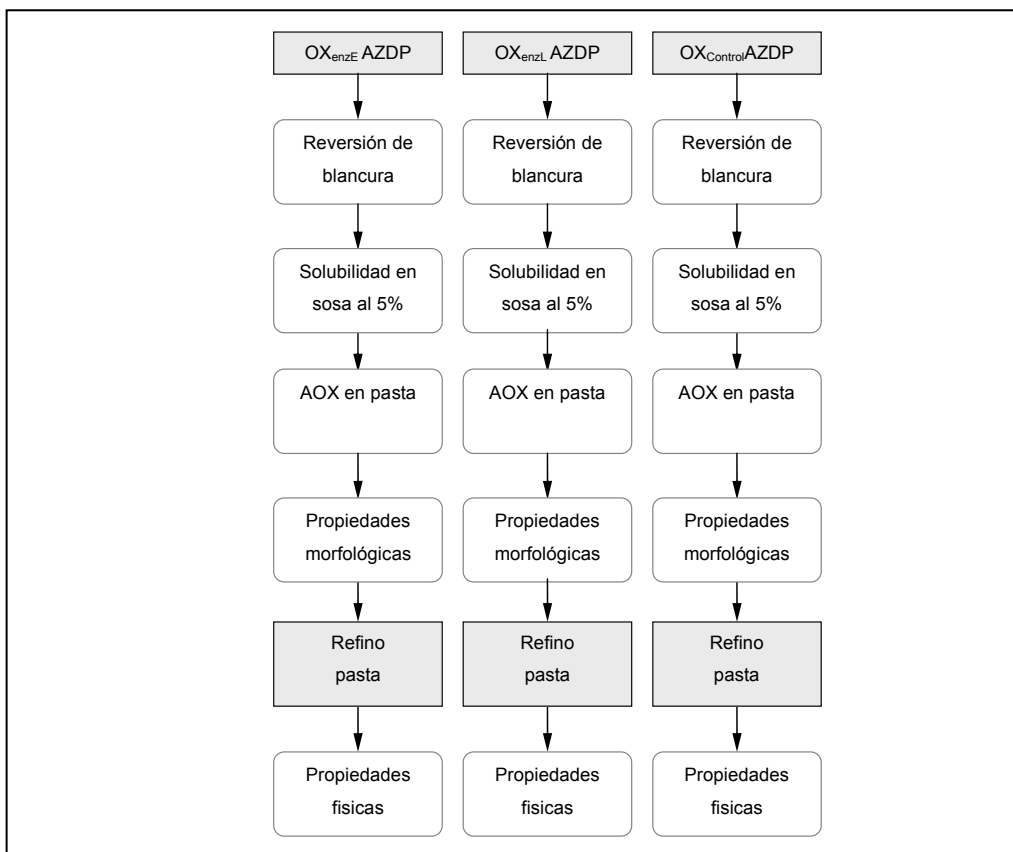 OXenzE AZDP
OXenzL AZDP
OXControlAZDP
Reversión de
blancura
Reversión de
blancura
Reversión de
blancura
Solubilidad en
sosa al 5%
Solubilidad en
sosa al 5%
Solubilidad en
sosa al 5%
AOX en pasta
AOX en pasta
AOX en pasta
Propiedades
morfológicas
Propiedades
morfológicas
Propiedades
morfológicas
Refino
pasta
Refino
pasta
Refino
pasta
Propiedades
fisicas
Propiedades
fisicas
Propiedades
fisicas